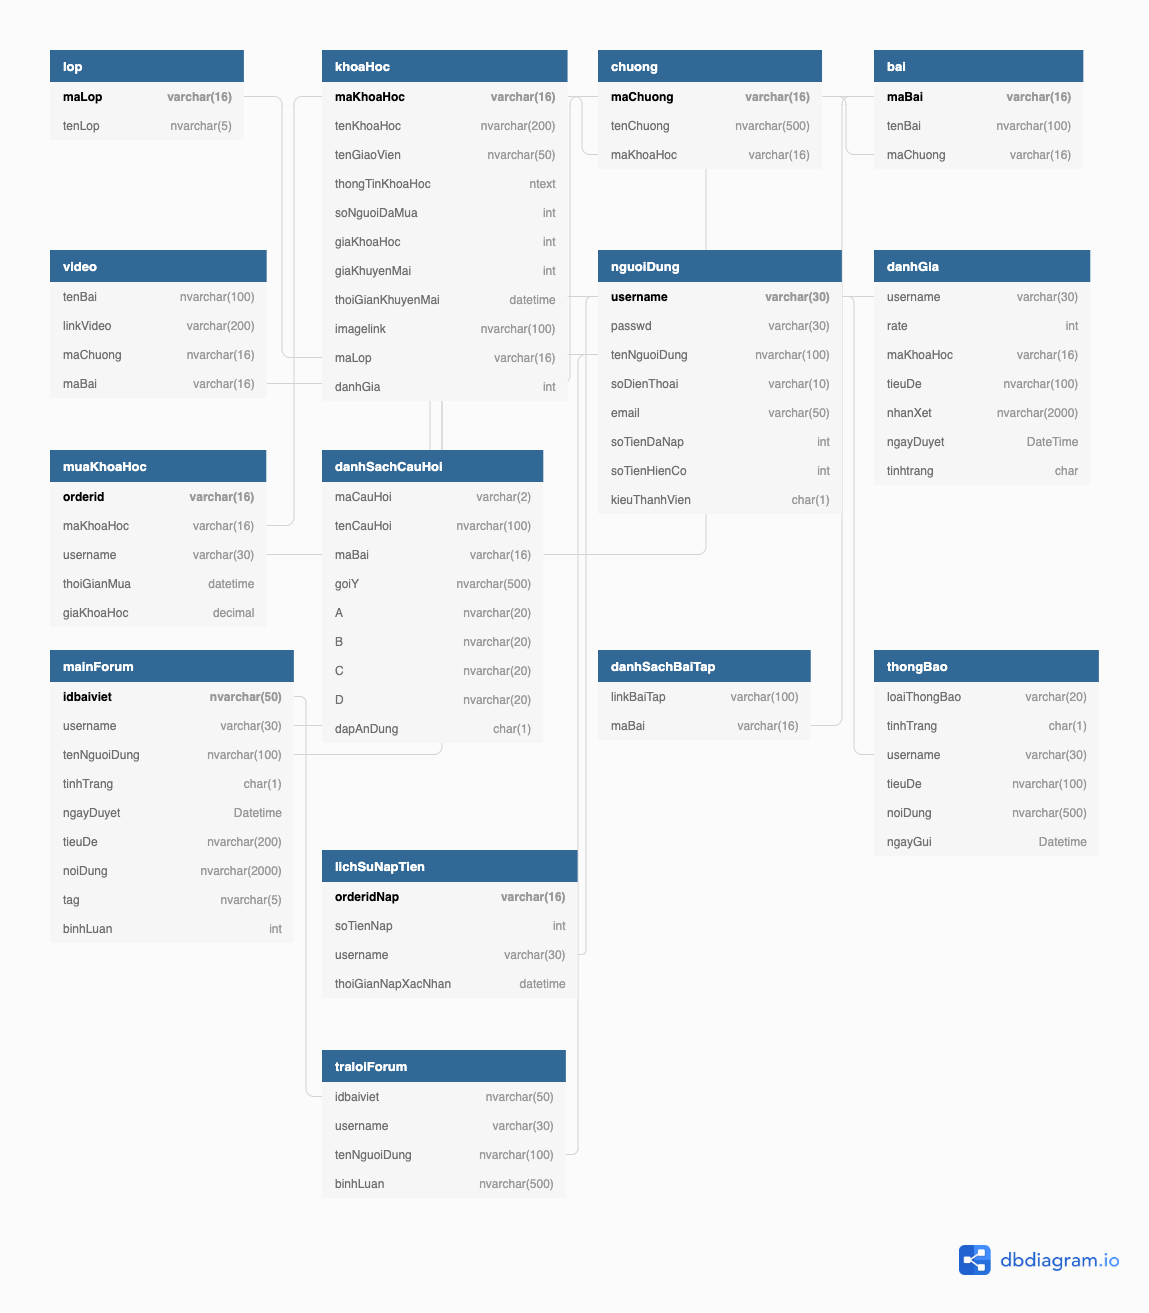 lop
maLop varchar(16)
tenLop nvarchar(5)
khoaHoc
maKhoaHoc varchar(16)
tenKhoaHoc nvarchar(200)
tenGiaoVien nvarchar(50)
thongTinKhoaHoc ntext
soNguoiDaMua int
giaKhoaHoc int
giaKhuyenMai int
thoiGianKhuyenMai datetime
imagelink nvarchar(100)
maLop varchar(16)
danhGia int
chuong
maChuong varchar(16)
tenChuong nvarchar(500)
maKhoaHoc varchar(16)
bai
maBai varchar(16)
tenBai nvarchar(100)
maChuong varchar(16)
video
tenBai nvarchar(100)
linkVideo varchar(200)
maChuong nvarchar(16)
maBai varchar(16)
nguoiDung
username varchar(30)
passwd varchar(30)
tenNguoiDung nvarchar(100)
soDienThoai varchar(10)
email varchar(50)
soTienDaNap int
soTienHienCo int
kieuThanhVien char(1)
danhGia
username varchar(30)
rate int
maKhoaHoc varchar(16)
tieuDe nvarchar(100)
nhanXet nvarchar(2000)
ngayDuyet DateTime
tinhtrang char
muaKhoaHoc
orderid varchar(16)
maKhoaHoc varchar(16)
username varchar(30)
thoiGianMua datetime
giaKhoaHoc decimal
danhSachCauHoi
maCauHoi varchar(2)
tenCauHoi nvarchar(100)
maBai varchar(16)
goiY nvarchar(500)
A nvarchar(20)
B nvarchar(20)
C nvarchar(20)
D nvarchar(20)
dapAnDung char(1)
mainForum
idbaiviet nvarchar(50)
username varchar(30)
tenNguoiDung nvarchar(100)
tinhTrang char(1)
ngayDuyet Datetime
tieuDe nvarchar(200)
noiDung nvarchar(2000)
tag nvarchar(5)
binhLuan int
danhSachBaiTap
linkBaiTap varchar(100)
maBai varchar(16)
thongBao
loaiThongBao varchar(20)
tinhTrang char(1)
username varchar(30)
tieuDe nvarchar(100)
noiDung nvarchar(500)
ngayGui Datetime
lichSuNapTien
orderidNap varchar(16)
soTienNap int
username varchar(30)
thoiGianNapXacNhan datetime
traloiForum
idbaiviet nvarchar(50)
username varchar(30)
tenNguoiDung nvarchar(100)
binhLuan nvarchar(500)
dbdiagram.io